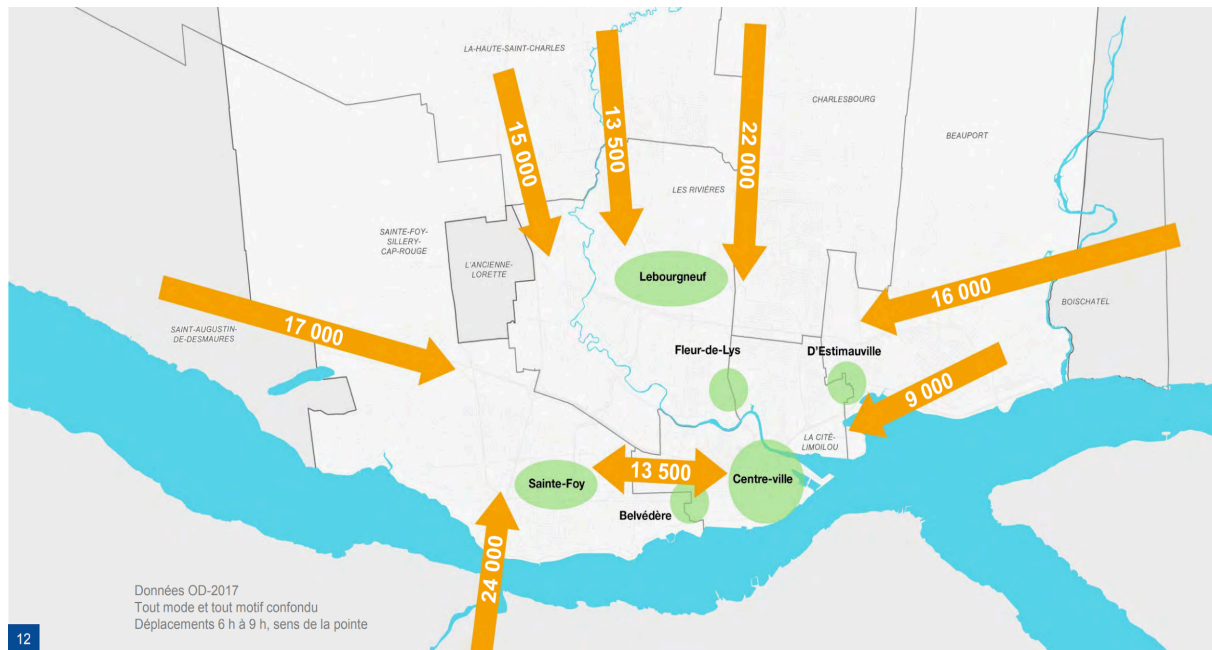 LA-HAUTE-SAINT-CHARLES
CHARLESBOURG
BEAUPORT
15 000
13 500
22 000
LES RIVIÈRES
SAINTE-FOY-
SILLERY-
CAP-ROUGE
L'ANCIENNE-
LORETTE
Lebourgneuf
16 000
BOISCHATEL
SAINT-AUGUSTIN-
DE-DESMAURES
17 000
Fleur-de-Lys
D'Estimauville
9 000
LA CITÉ-
LIMOILOU
13 500
Sainte-Foy
Centre-ville
Belvédère
24 000
Données OD-2017
Tout mode et tout motif confondu
Déplacements 6 h à 9 h, sens de la pointe
12